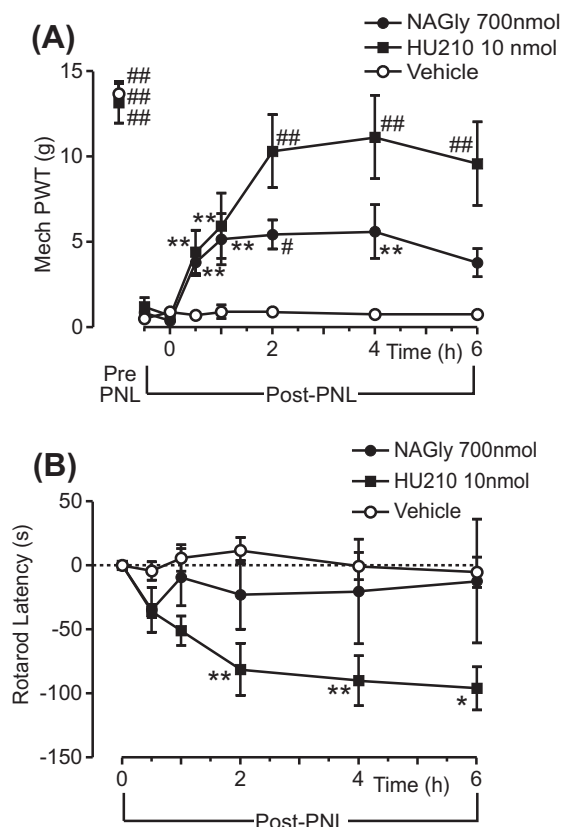 (A)
NAGly 700nmol
HU210 10 nmol
Vehicle
Mech PWT (g)
15
10
5
0
##
##
##
**
**
**
**
##
#
##
**
##
0
2
4
Time (h)
6
Pre
PNL
Post-PNL
(B)
NAGly 700nmol
HU210 10nmol
Vehicle
Rotarod Latency (s)
50
0
-50
-100
-150
**
**
*
0
2
4
Time (h)
6
Post-PNL